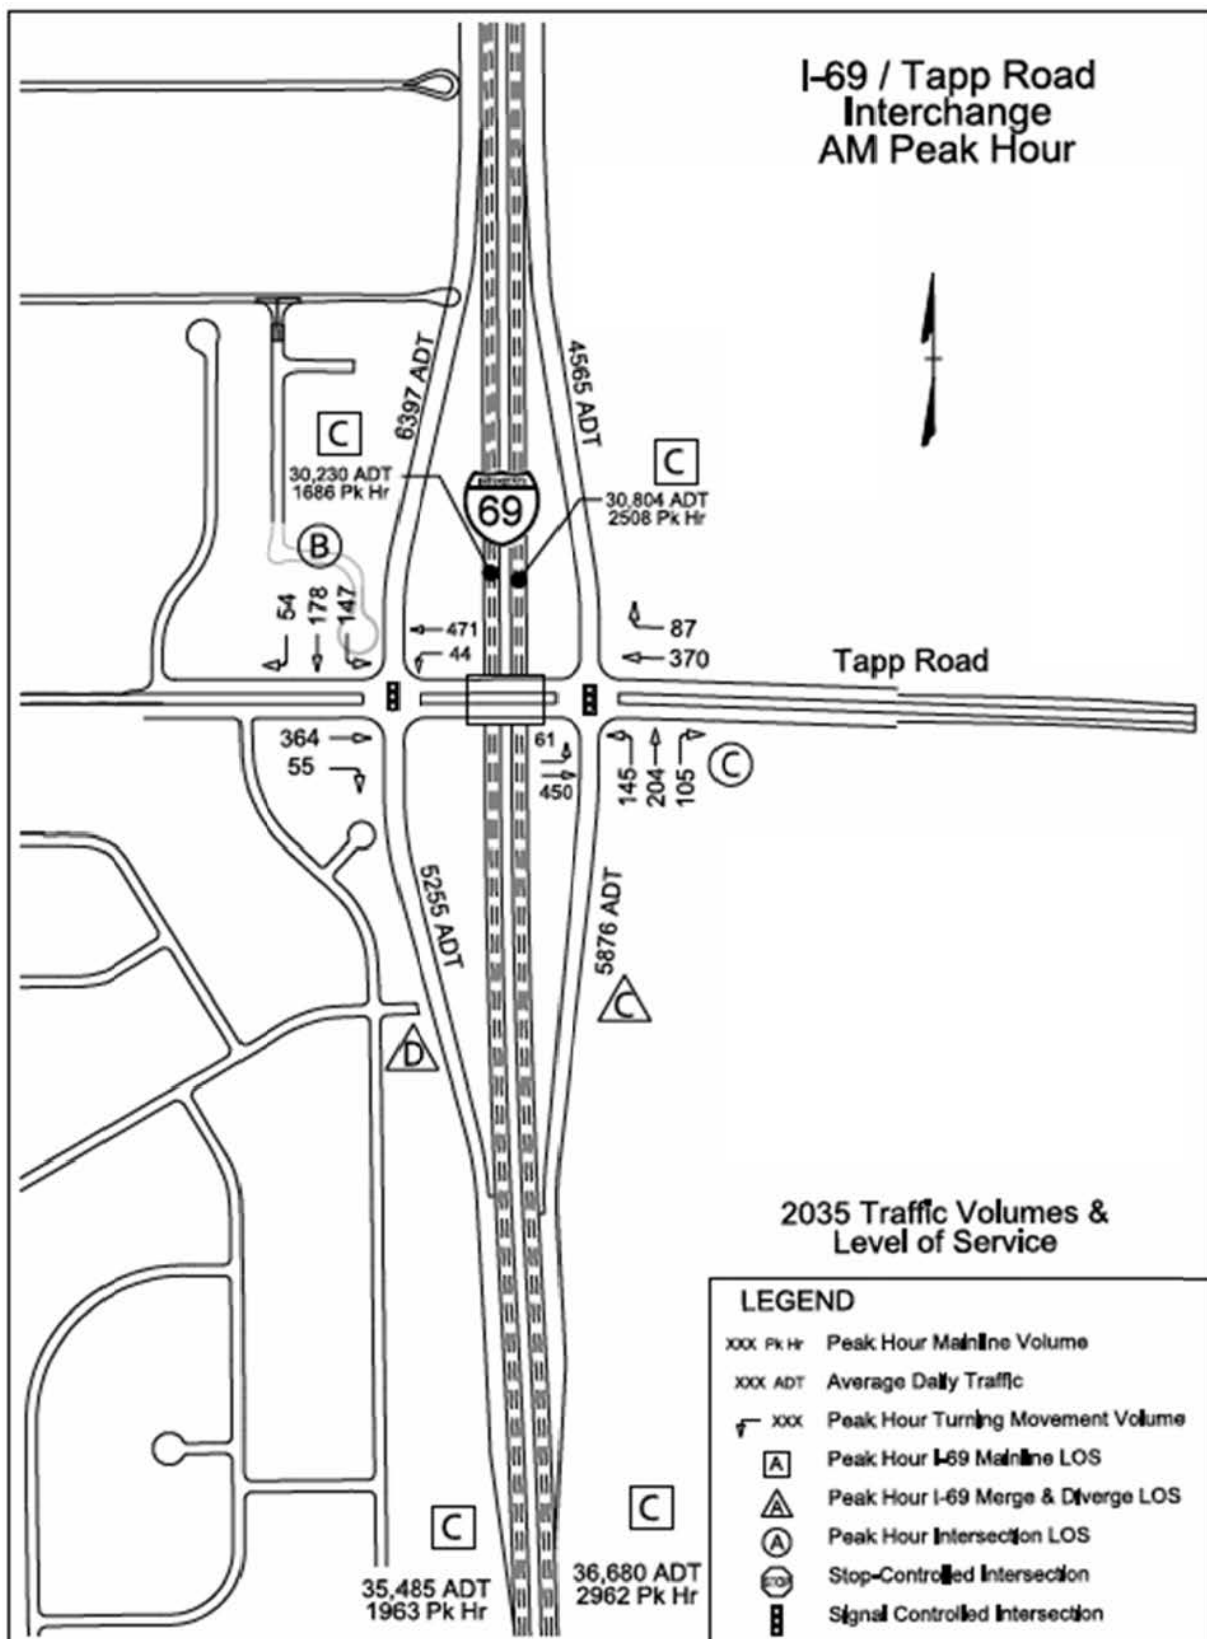 I-69 / Tapp Road
Interchange
AM Peak Hour
6397 ADT
4565 ADT
C
30,230 ADT
1686 Pk Hr
C
30,804 ADT
2508 Pk Hr
69
B
54
178
147
471
44
87
370
Tapp Road
364
55
61
450
145
204
105
C
5255 ADT
5876 ADT
C
D
2035 Traffic Volumes &
Level of Service
LEGEND
XXX Pk Hr Peak Hour Mainline Volume
XXX ADT Average Daily Traffic
XXX Peak Hour Turning Movement Volume
A Peak Hour I-69 Mainline LOS
A Peak Hour I-69 Merge & Diverge LOS
A Peak Hour Intersection LOS
STOP Stop-Controlled Intersection
Signal Controlled Intersection
C
35,485 ADT
1963 Pk Hr
C
36,680 ADT
2962 Pk Hr